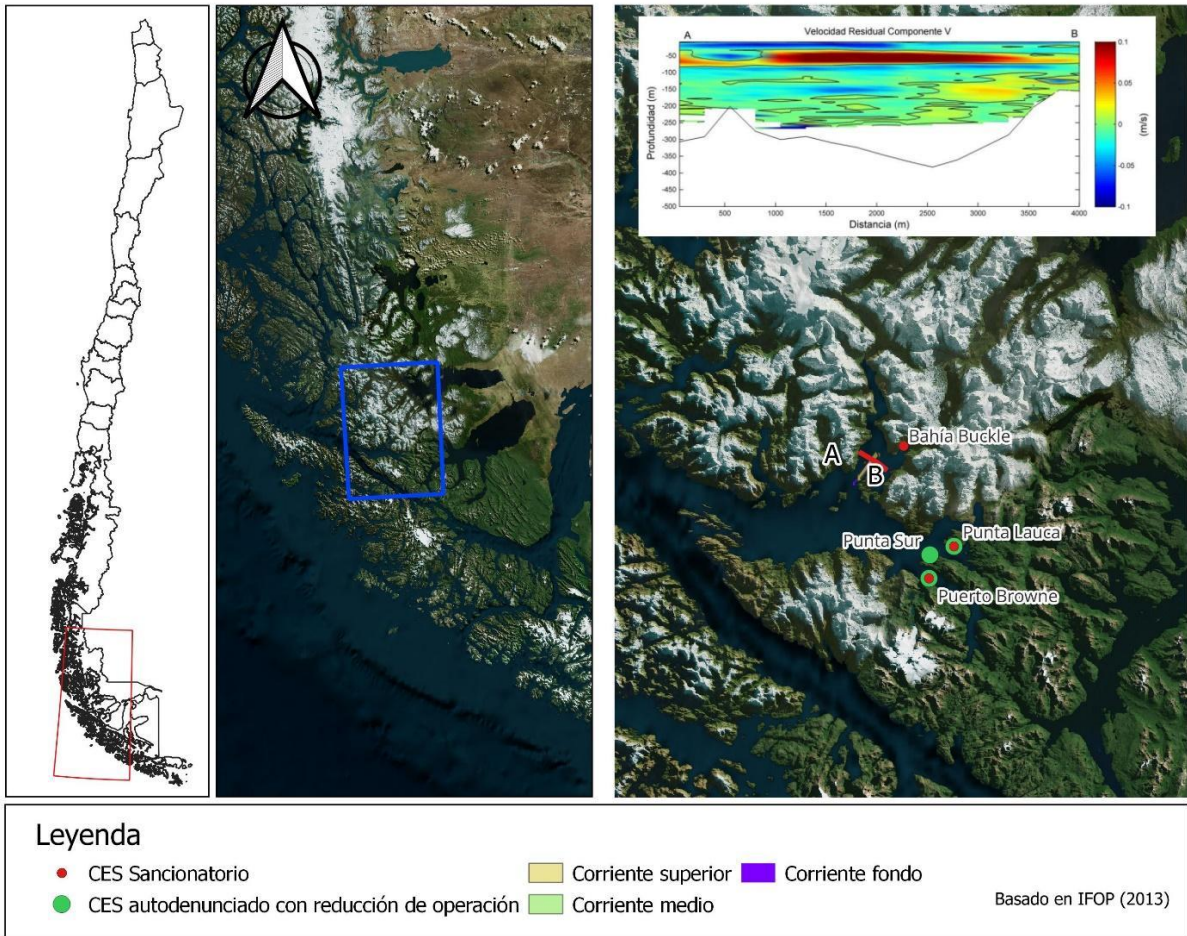 Velocidad Residual Componente V
A
B
Profundidad (m)
-50
-100
-150
-200
-250
-300
-350
-400
-450
-500
500
1000
1500
2000
2500
3000
3500
4000
Distancia (m)
0.1
0.05
0
-0.05
-0.1
(m/s)
Bahía Buckle
A
B
Punta Lauca
Punta Sur
Puerto Browne
Leyenda
CES Sancionatorio
CES autodenunciado con reducción de operación
Corriente superior
Corriente medio
Corriente fondo
Basado en IFOP (2013)